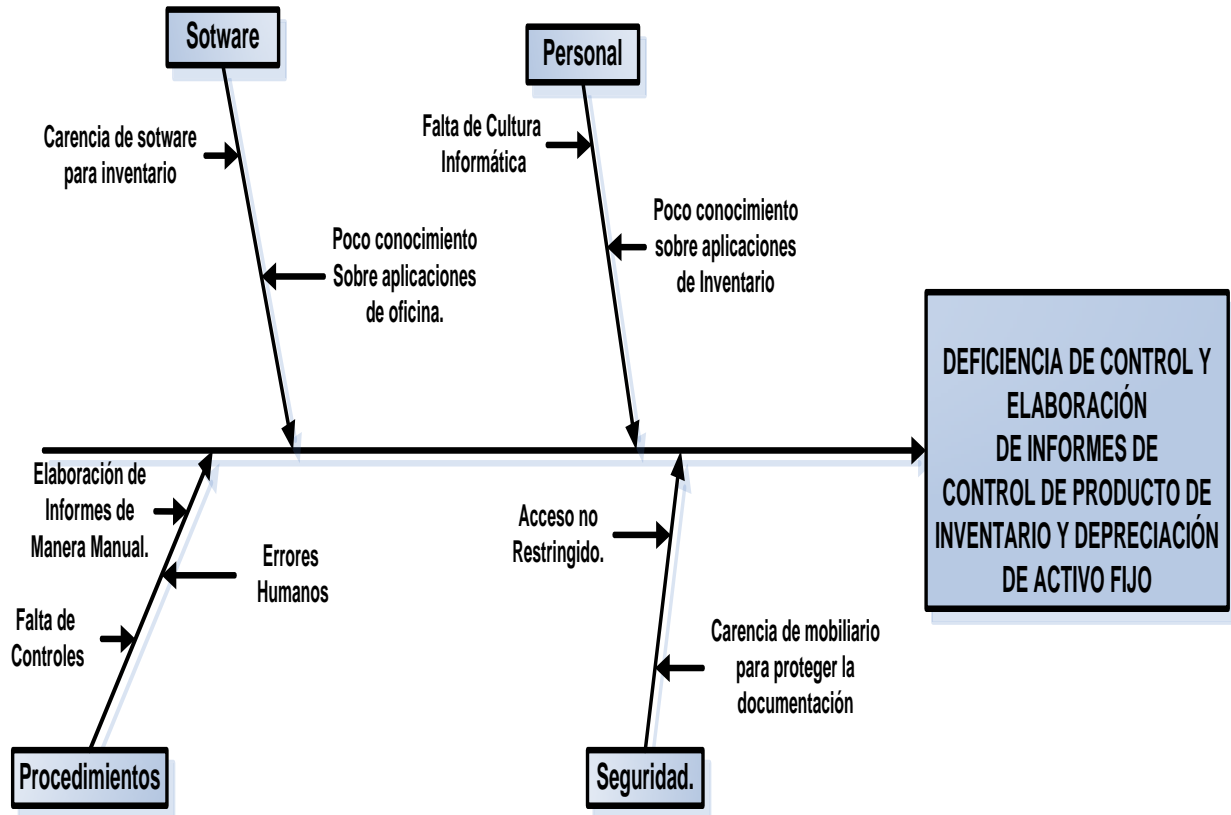 Sotware
Personal
Carencia de sotware
para inventario
Falta de Cultura
Informática
Poco conocimiento
Sobre aplicaciones
de oficina.
Poco conocimiento
sobre aplicaciones
de Inventario
DEFICIENCIA DE CONTROL Y
ELABORACIÓN
DE INFORMES DE
CONTROL DE PRODUCTO DE
INVENTARIO Y DEPRECIACIÓN
DE ACTIVO FIJO
Elaboración de
Informes de
Manera Manual.
Errores
Humanos
Falta de
Controles
Acceso no
Restringido.
Carencia de mobiliario
para proteger la
documentación
Procedimientos
Seguridad.